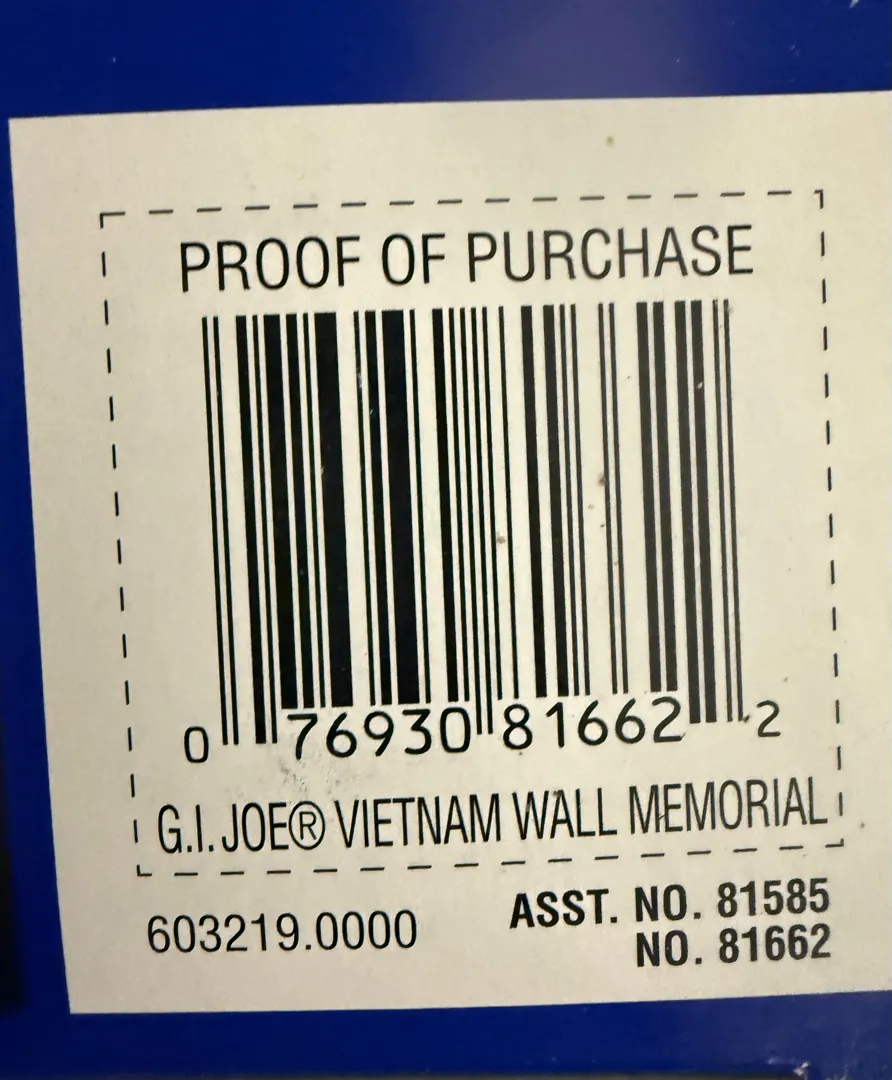 PROOF OF PURCHASE
0 76930 81662 2
G.I. JOE® VIETNAM WALL MEMORIAL
603219.0000
ASST. NO. 81585
NO. 81662